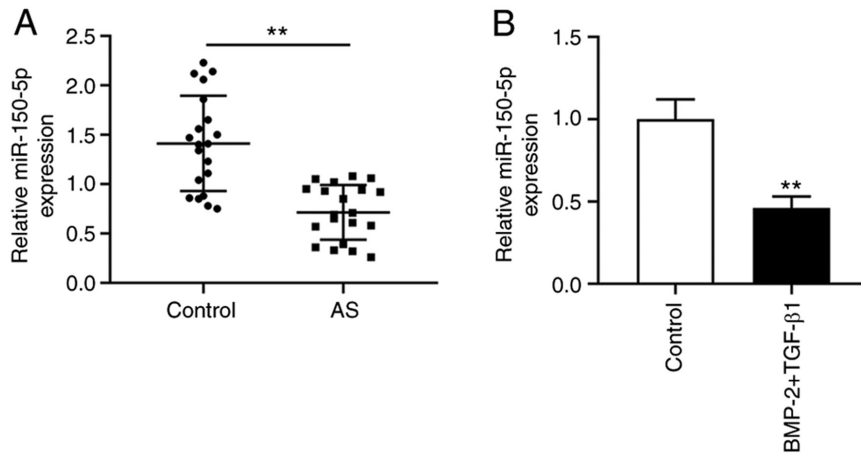 A
Relative miR-150-5p
expression
2.5
2.0
1.5
1.0
0.5
0.0
**
Control
AS
B
Relative miR-150-5p
expression
1.5
1.0
0.5
0.0
**
Control
BMP-2+TGF-β1